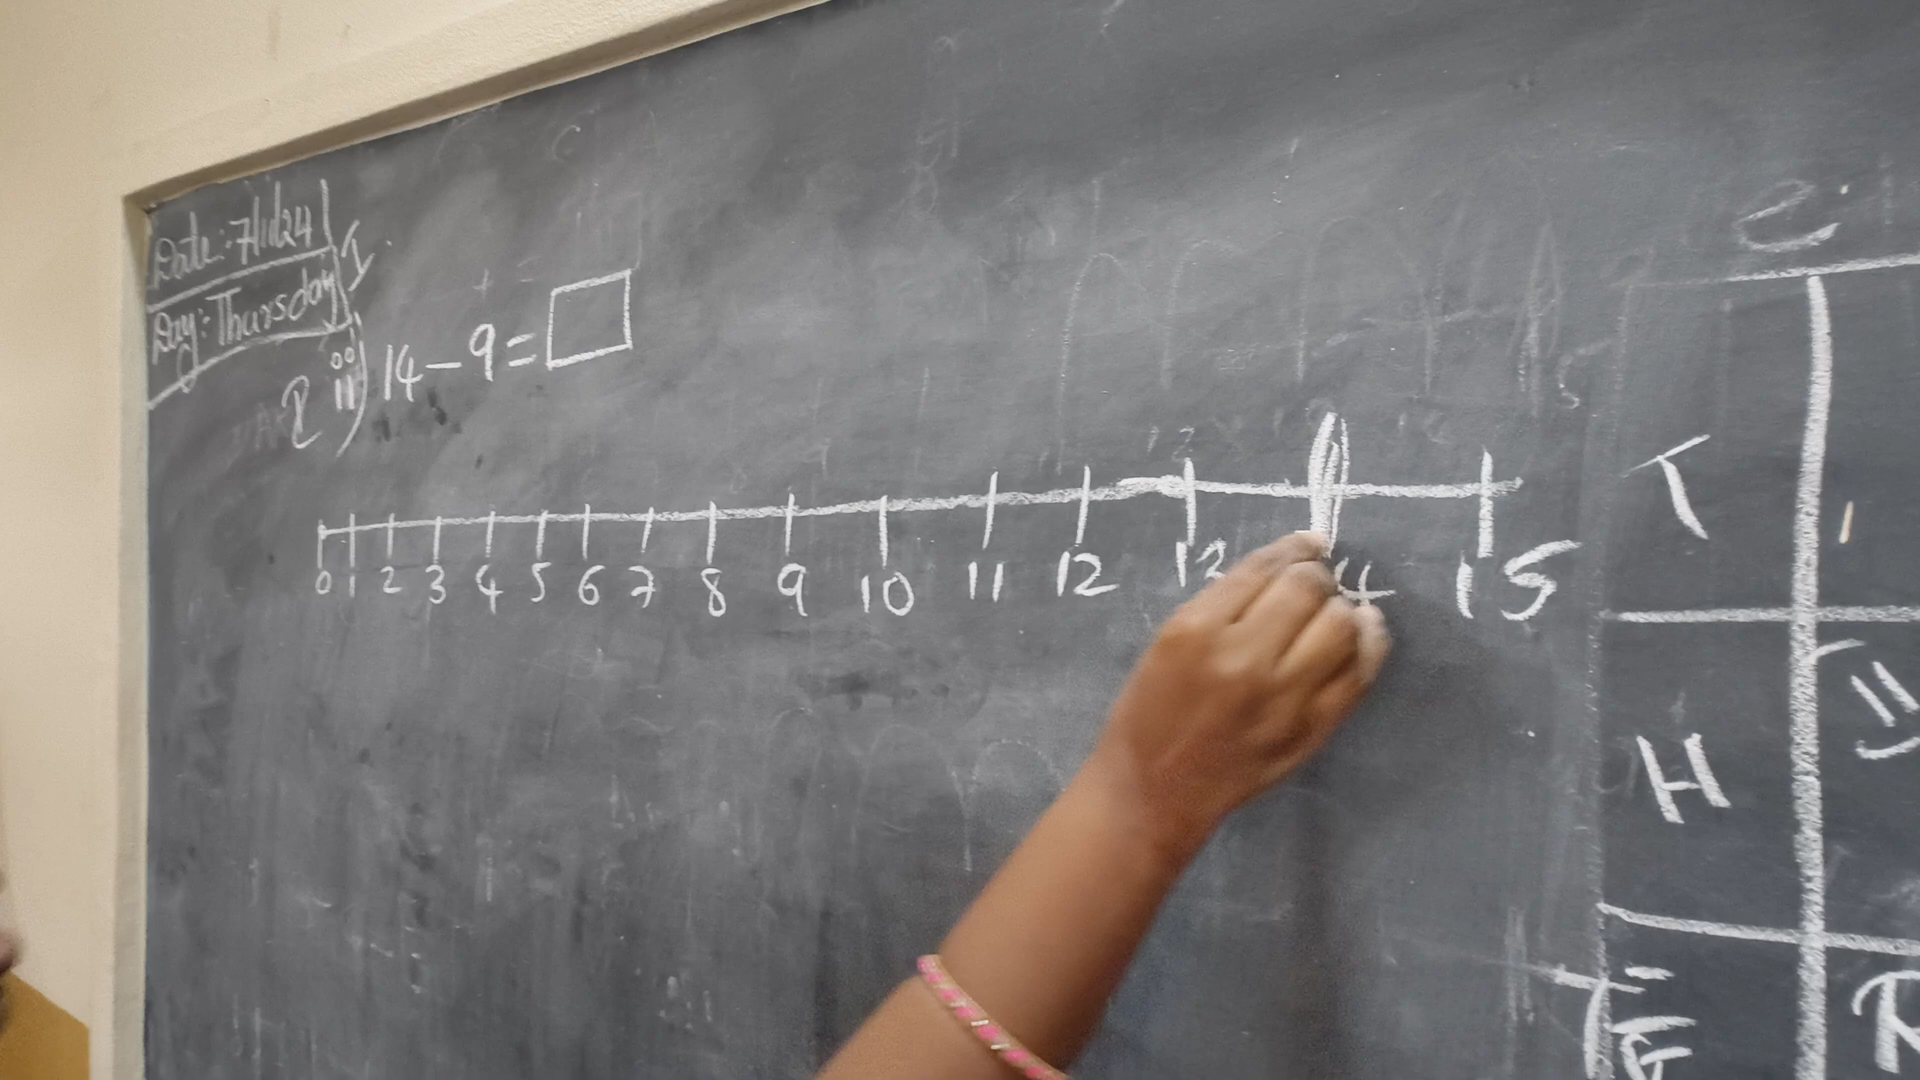 Date: 7/11/24
Day: Thursday
ii) 14 - 9 =
0 1 2 3 4 5 6 7 8 9 10 11 12 13 14 15
T
H